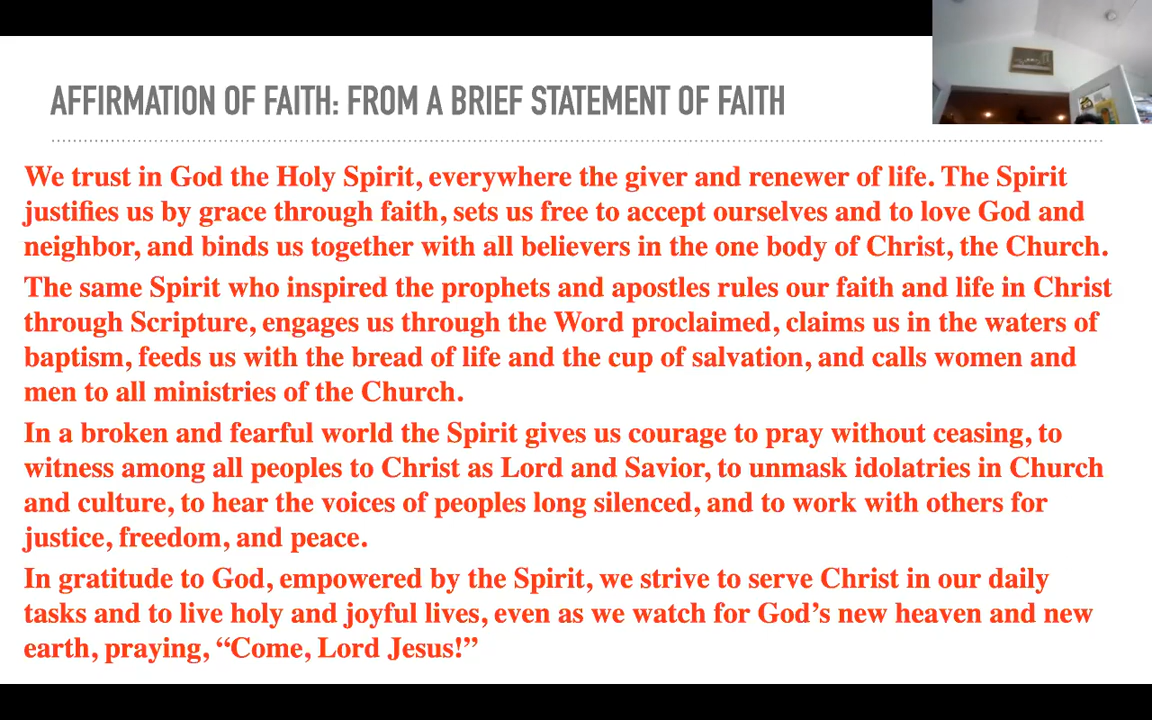 AFFIRMATION OF FAITH: FROM A BRIEF STATEMENT OF FAITH
We trust in God the Holy Spirit, everywhere the giver and renewer of life. The Spirit
justifies us by grace through faith, sets us free to accept ourselves and to love God and
neighbor, and binds us together with all believers in the one body of Christ, the Church.
The same Spirit who inspired the prophets and apostles rules our faith and life in Christ
through Scripture, engages us through the Word proclaimed, claims us in the waters of
baptism, feeds us with the bread of life and the cup of salvation, and calls women and
men to all ministries of the Church.
In a broken and fearful world the Spirit gives us courage to pray without ceasing, to
witness among all peoples to Christ as Lord and Savior, to unmask idolatries in Church
and culture, to hear the voices of peoples long silenced, and to work with others for
justice, freedom, and peace.
In gratitude to God, empowered by the Spirit, we strive to serve Christ in our daily
tasks and to live holy and joyful lives, even as we watch for God’s new heaven and new
earth, praying, “Come, Lord Jesus!”